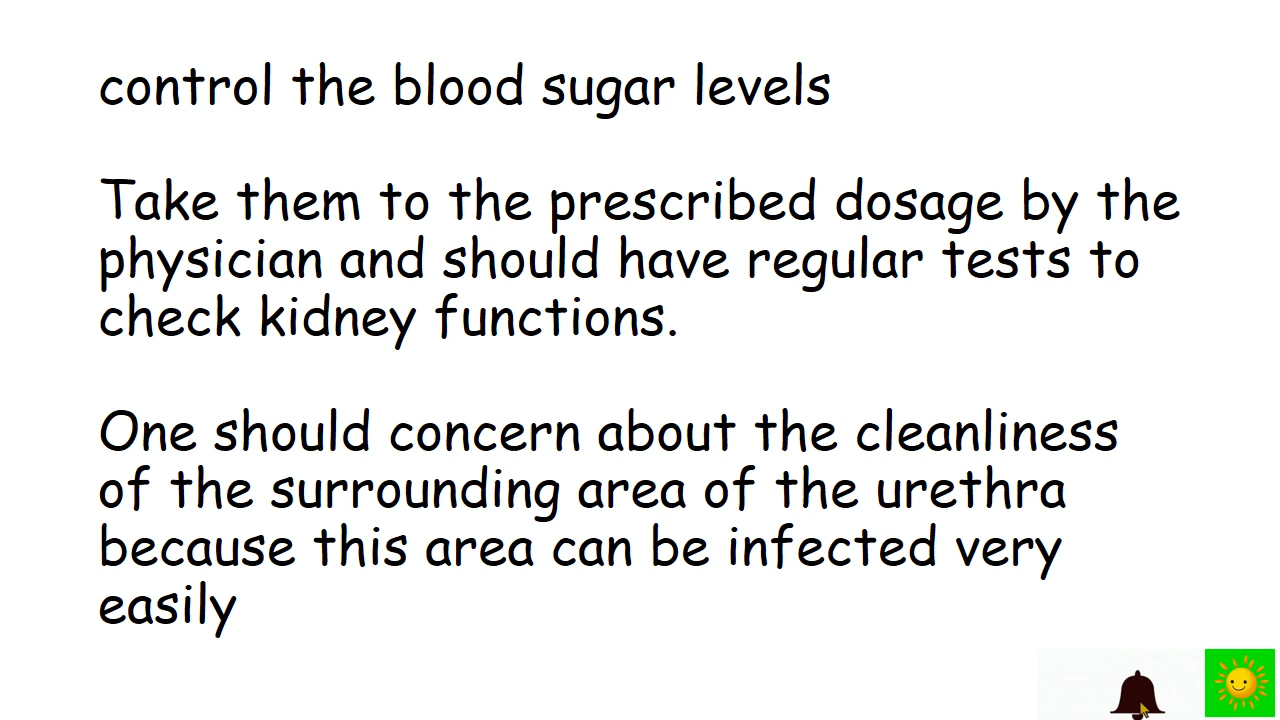 control the blood sugar levels
Take them to the prescribed dosage by the
physician and should have regular tests to
check kidney functions.
One should concern about the cleanliness
of the surrounding area of the urethra
because this area can be infected very
easily